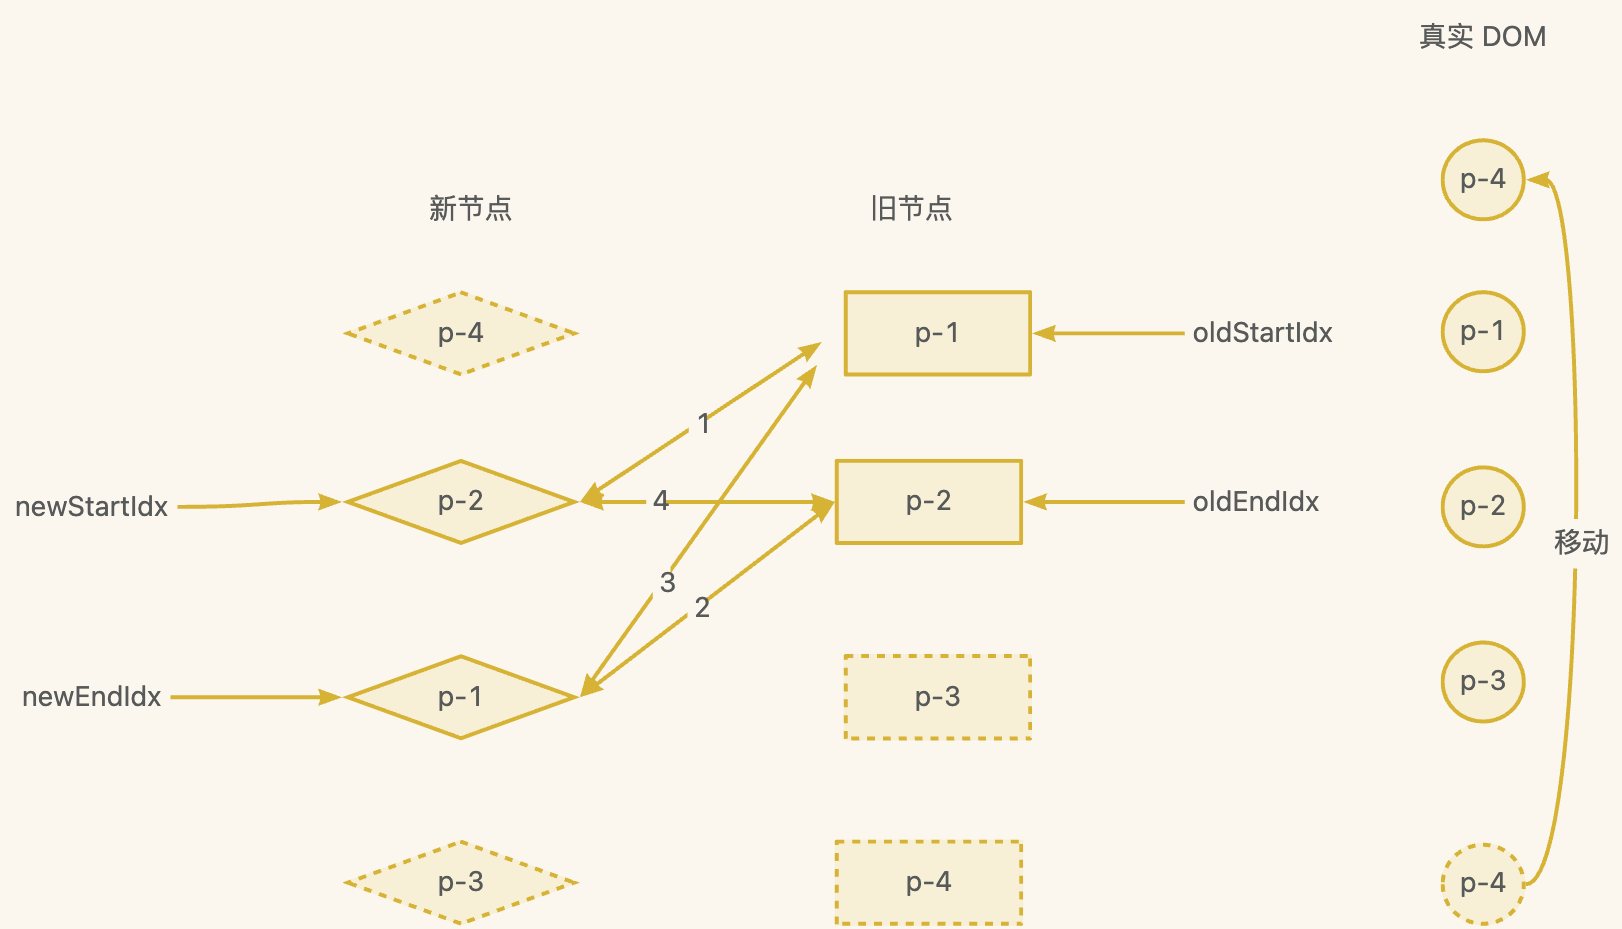 真实 DOM
p-4
新节点
旧节点
p-4
p-1
oldStartIdx
p-1
1
newStartIdx
p-2
4
p-2
oldEndIdx
p-2
移动
3
2
newEndIdx
p-1
p-3
p-3
p-3
p-4
p-4